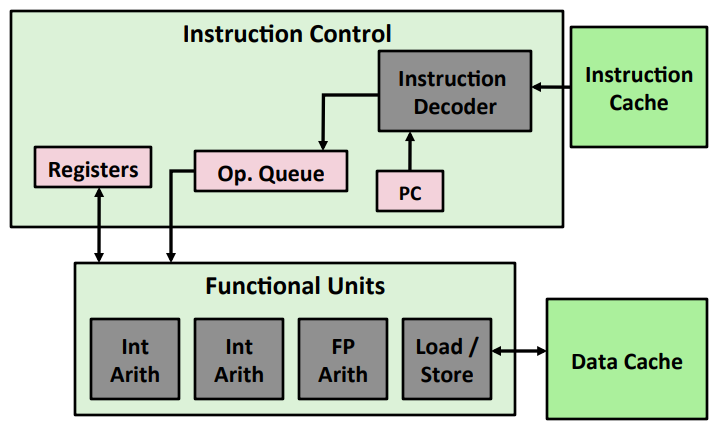 Instruction Control
Instruction
Decoder
Instruction
Cache
Registers
Op. Queue
PC
Functional Units
Int
Arith
Int
Arith
FP
Arith
Load /
Store
Data Cache